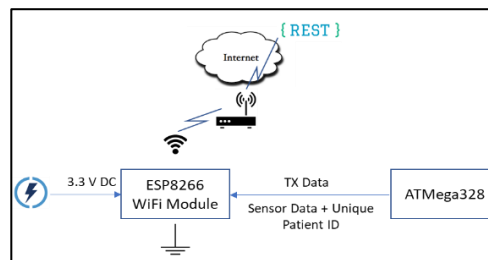 { REST }
Internet
3.3 V DC
ESP8266
WiFi Module
TX Data
Sensor Data + Unique
Patient ID
ATMega328